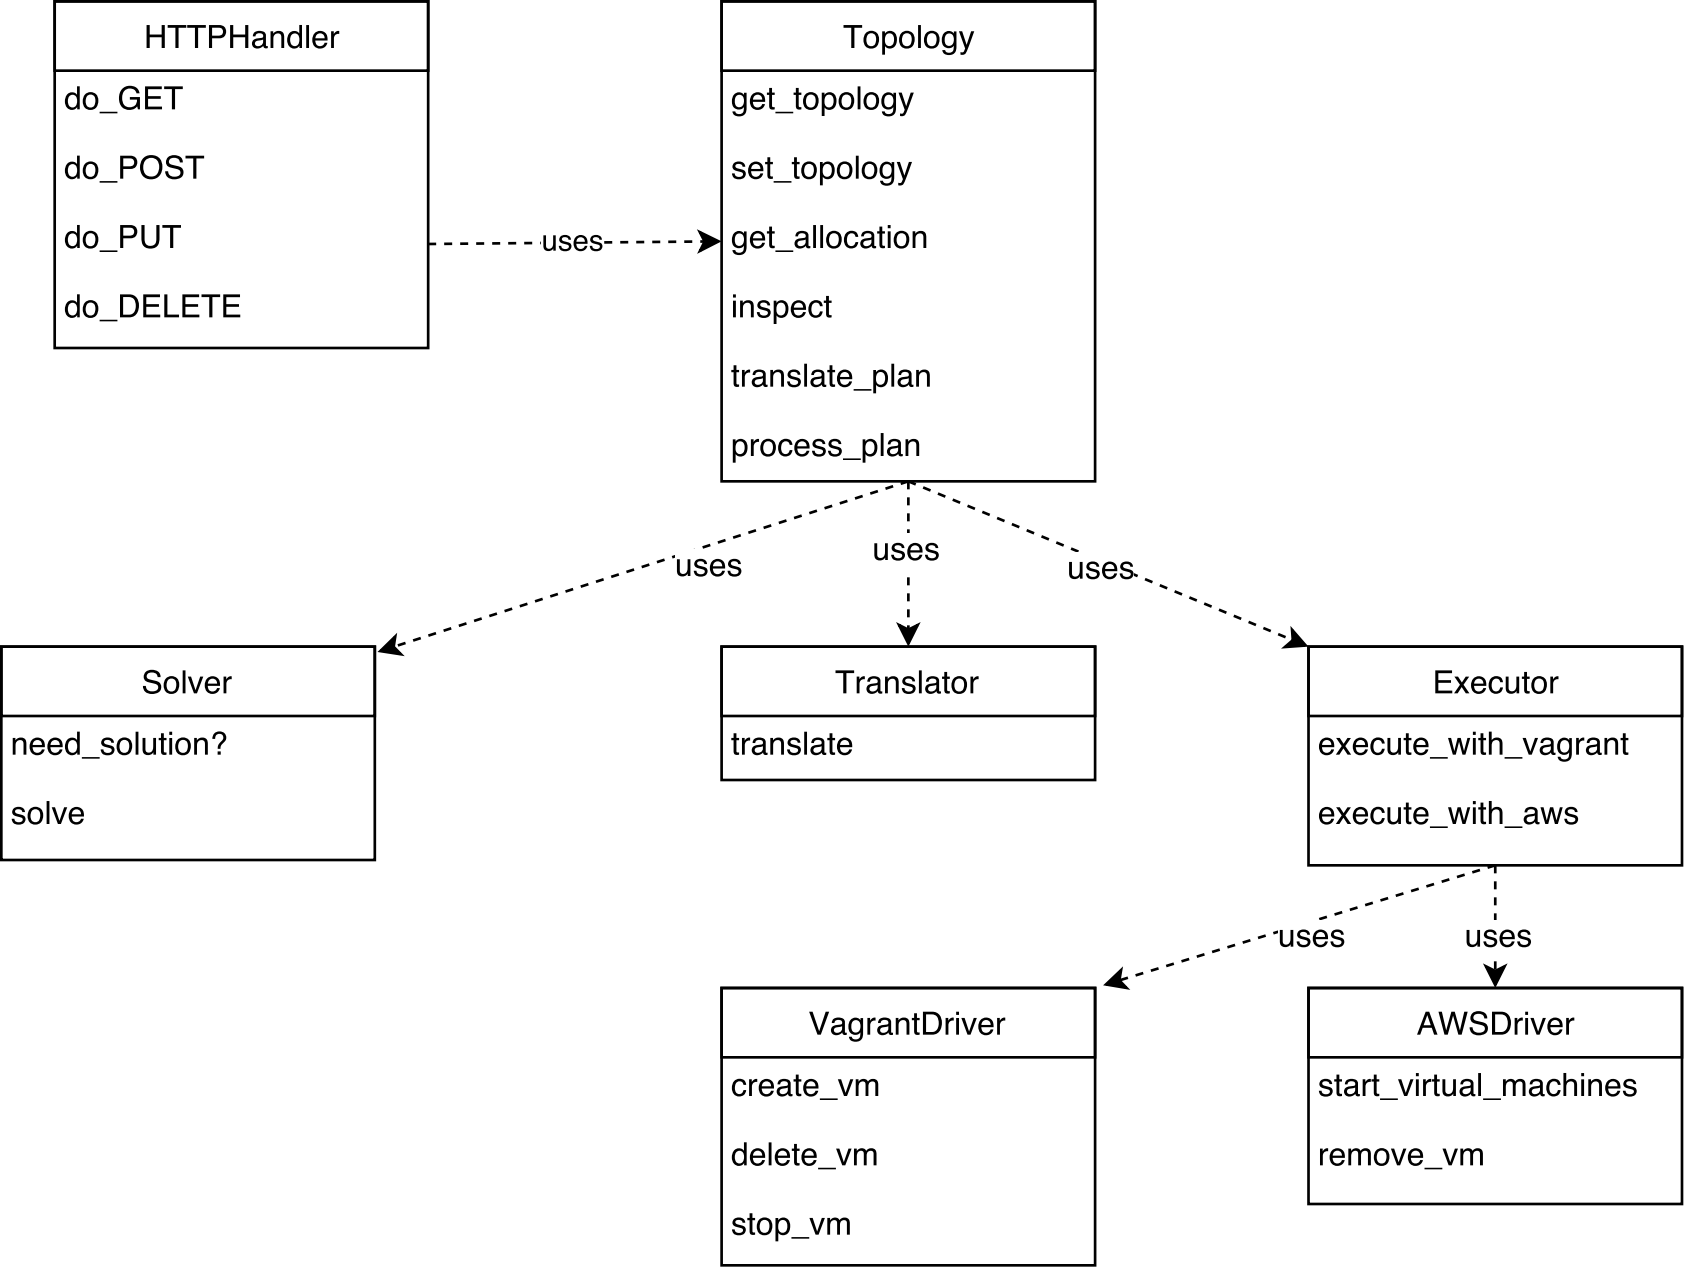 HTTPHandler
do_GET
do_POST
do_PUT
do_DELETE
uses
Topology
get_topology
set_topology
get_allocation
inspect
translate_plan
process_plan
uses
uses
uses
Solver
need_solution?
solve
Translator
translate
Executor
execute_with_vagrant
execute_with_aws
uses
uses
VagrantDriver
create_vm
delete_vm
stop_vm
AWSDriver
start_virtual_machines
remove_vm